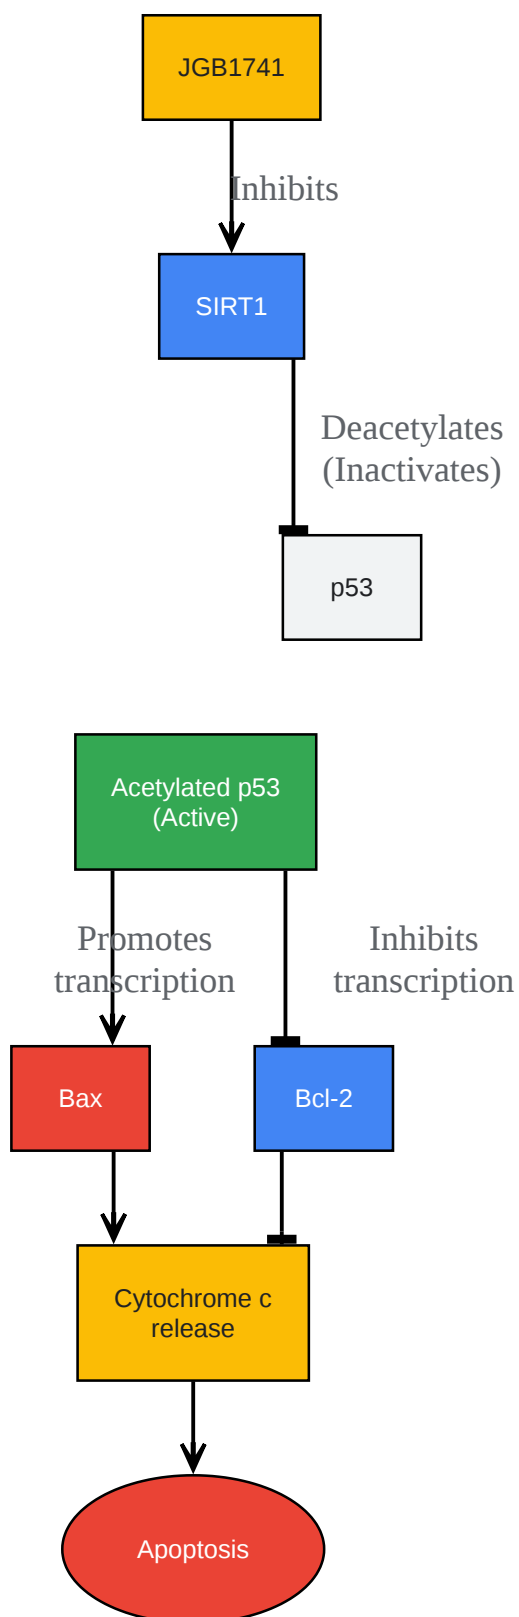 JGB1741
Inhibits
SIRT1
Deacetylates
(Inactivates)
p53
Acetylated p53
(Active)
Promotes
transcription
Inhibits
transcription
Bax
Bcl-2
Cytochrome c
release
Apoptosis